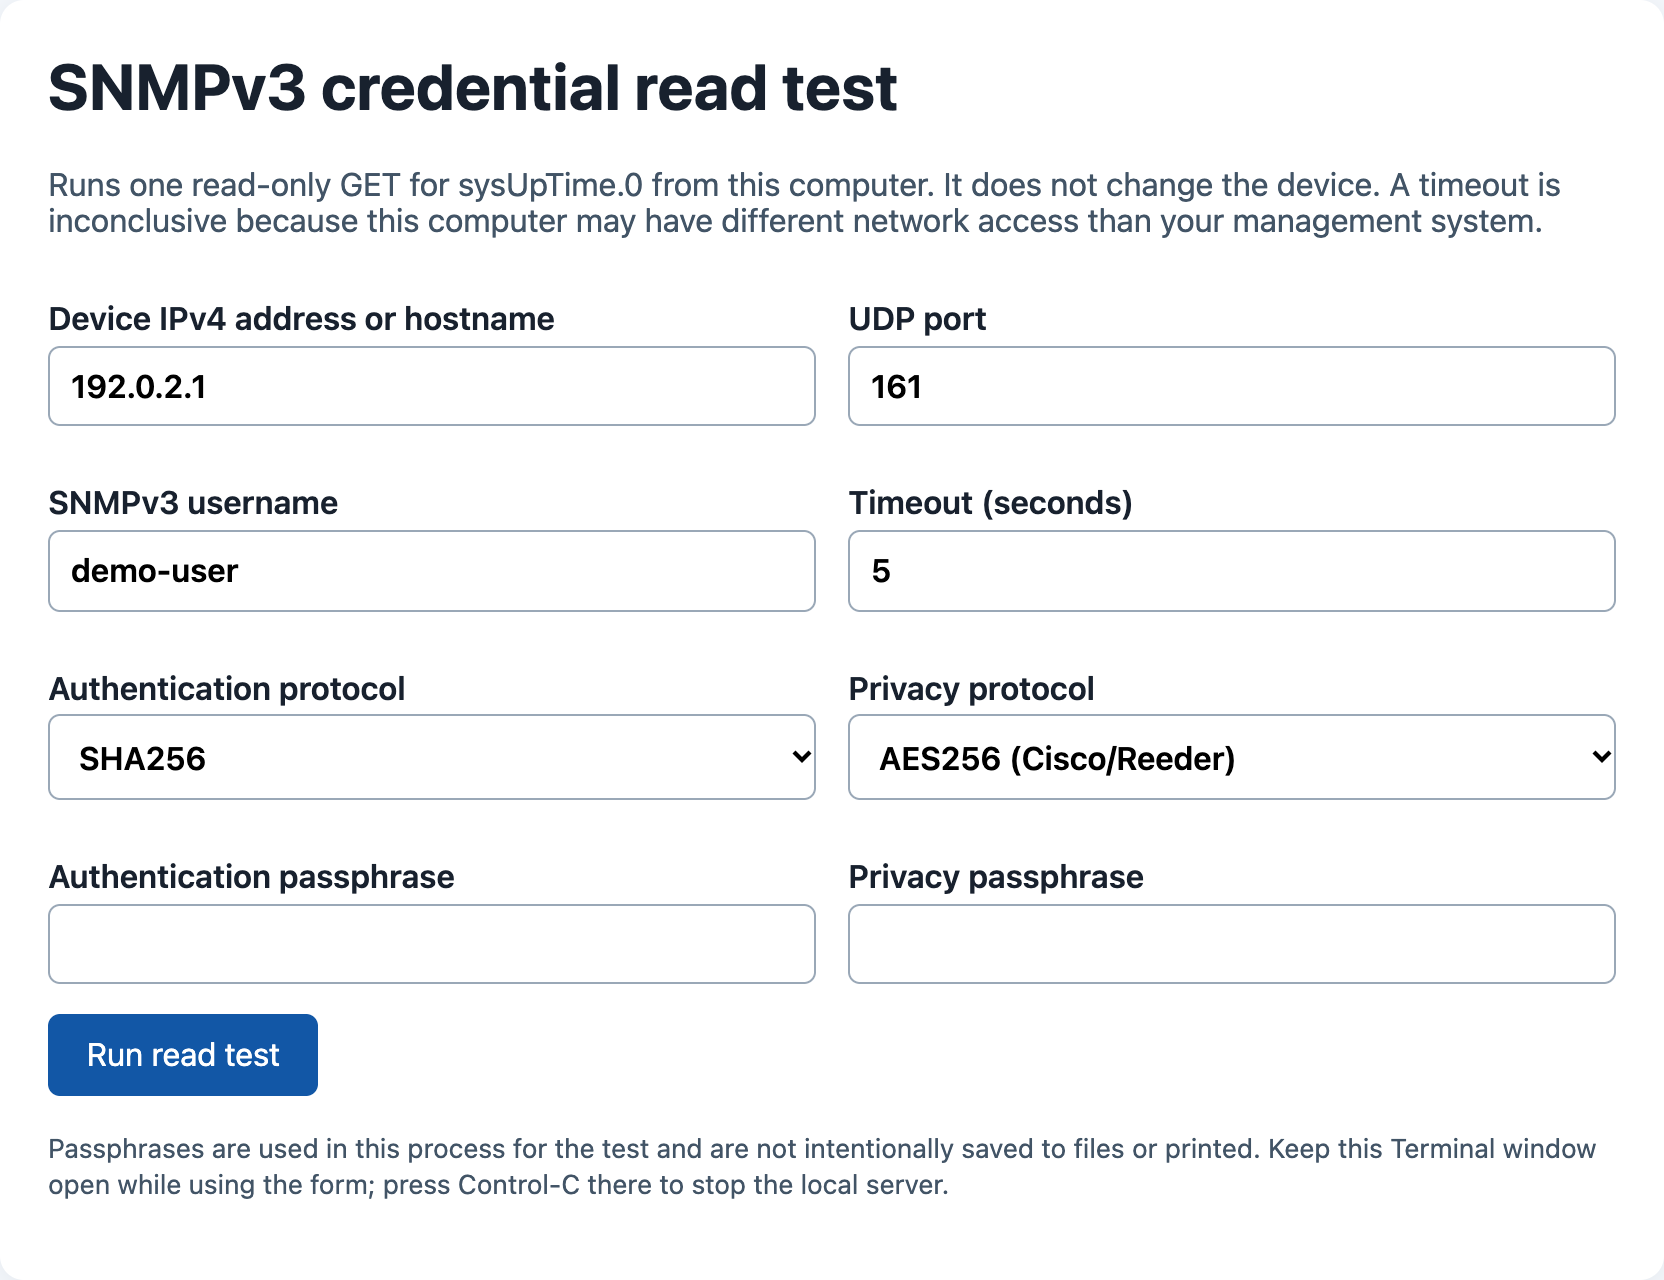 SNMPv3 credential read test
Runs one read-only GET for sysUpTime.0 from this computer. It does not change the device. A timeout is
inconclusive because this computer may have different network access than your management system.
Device IPv4 address or hostname
UDP port
192.0.2.1
161
SNMPv3 username
Timeout (seconds)
demo-user
5
Authentication protocol
Privacy protocol
SHA256
AES256 (Cisco/Reeder)
Authentication passphrase
Privacy passphrase
Run read test
Passphrases are used in this process for the test and are not intentionally saved to files or printed. Keep this Terminal window
open while using the form; press Control-C there to stop the local server.